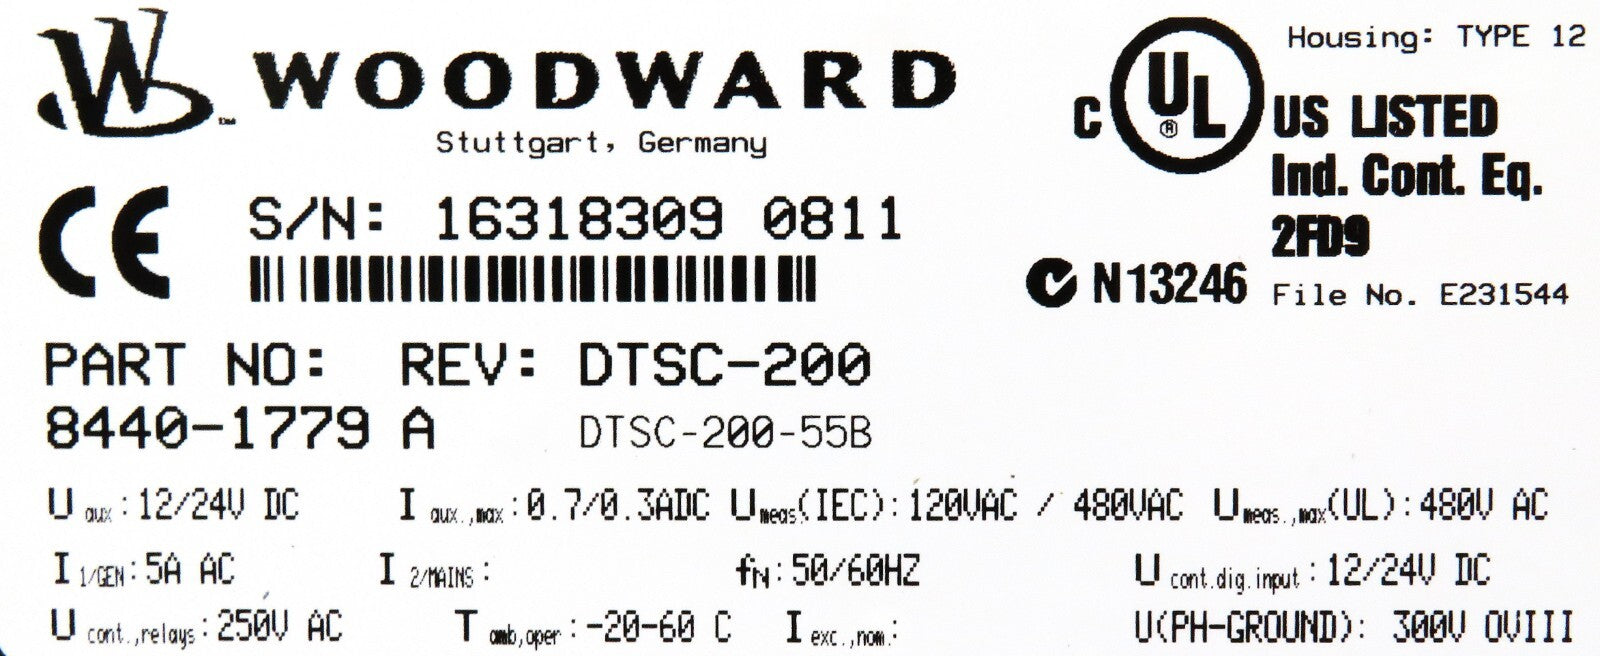 WOODWARD
Stuttgart, Germany
Housing: TYPE 12
C UL ® US LISTED
Ind. Cont. Eq.
2FD9
File No. E231544
N13246
CE
S/N: 16318309 0811
PART NO: REV: DTSC-200
8440-1779 A DTSC-200-55B
U aux: 12/24V DC I aux.,max: 0.7/0.3ADC Umeas(IEC): 120VAC / 480VAC Umeas.,max(UL): 480V AC
I 1/GEN: 5A AC I 2/MAINS: fN: 50/60HZ U cont.dig.input: 12/24V DC
U cont.,relays: 250V AC T amb,oper: -20-60 C I exc.,nom.: U(PH-GROUND): 300V OVIII